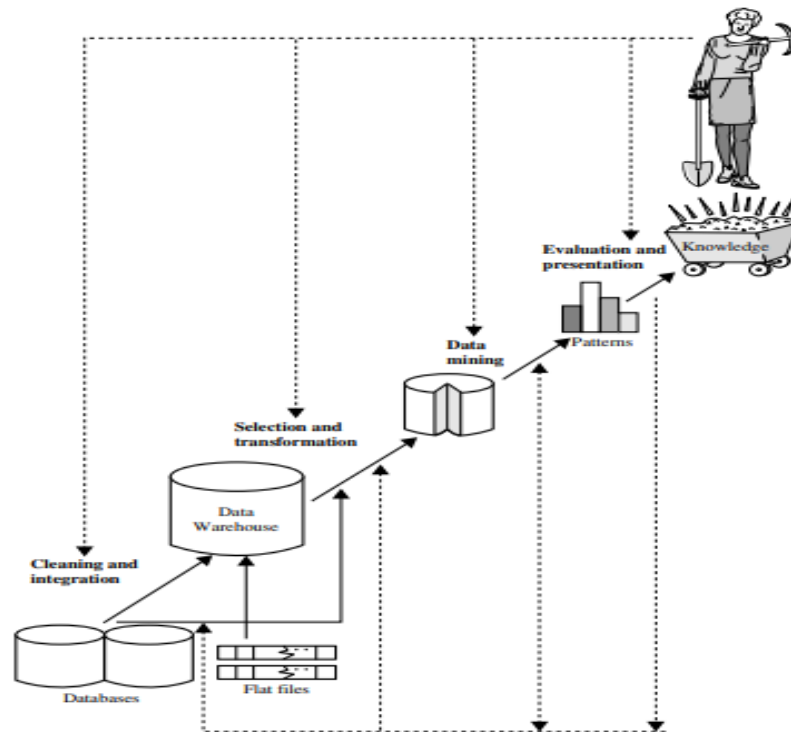 Knowledge
Evaluation and
presentation
Patterns
Data
mining
Selection and
transformation
Data
Warehouse
Cleaning and
integration
Databases
Flat files